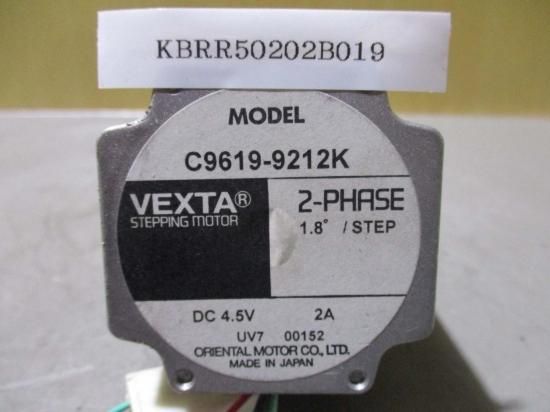 KBRR50202B019
MODEL
C9619-9212K
VEXTA®
STEPPING MOTOR
2-PHASE
1.8° / STEP
DC 4.5V 2A
UV7 00152
ORIENTAL MOTOR CO., LTD.
MADE IN JAPAN